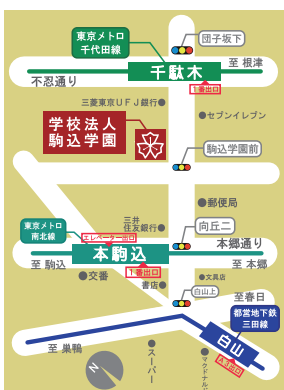 団子坂下
東京メトロ
千代田線
至 根津
千駄木
不忍通り
1番出口
三菱東京UFJ銀行
セブンイレブン
学校法人
駒込学園
駒込学園前
郵便局
三井
住友銀行
向丘二
東京メトロ
南北線
エレベーター出口
本郷通り
本駒込
至 駒込
1番出口
至 本郷
交番
文具店
書店
白山上
至春日
都営地下鉄
三田線
白山
至 巣鴨
スーパー
A3出口
N